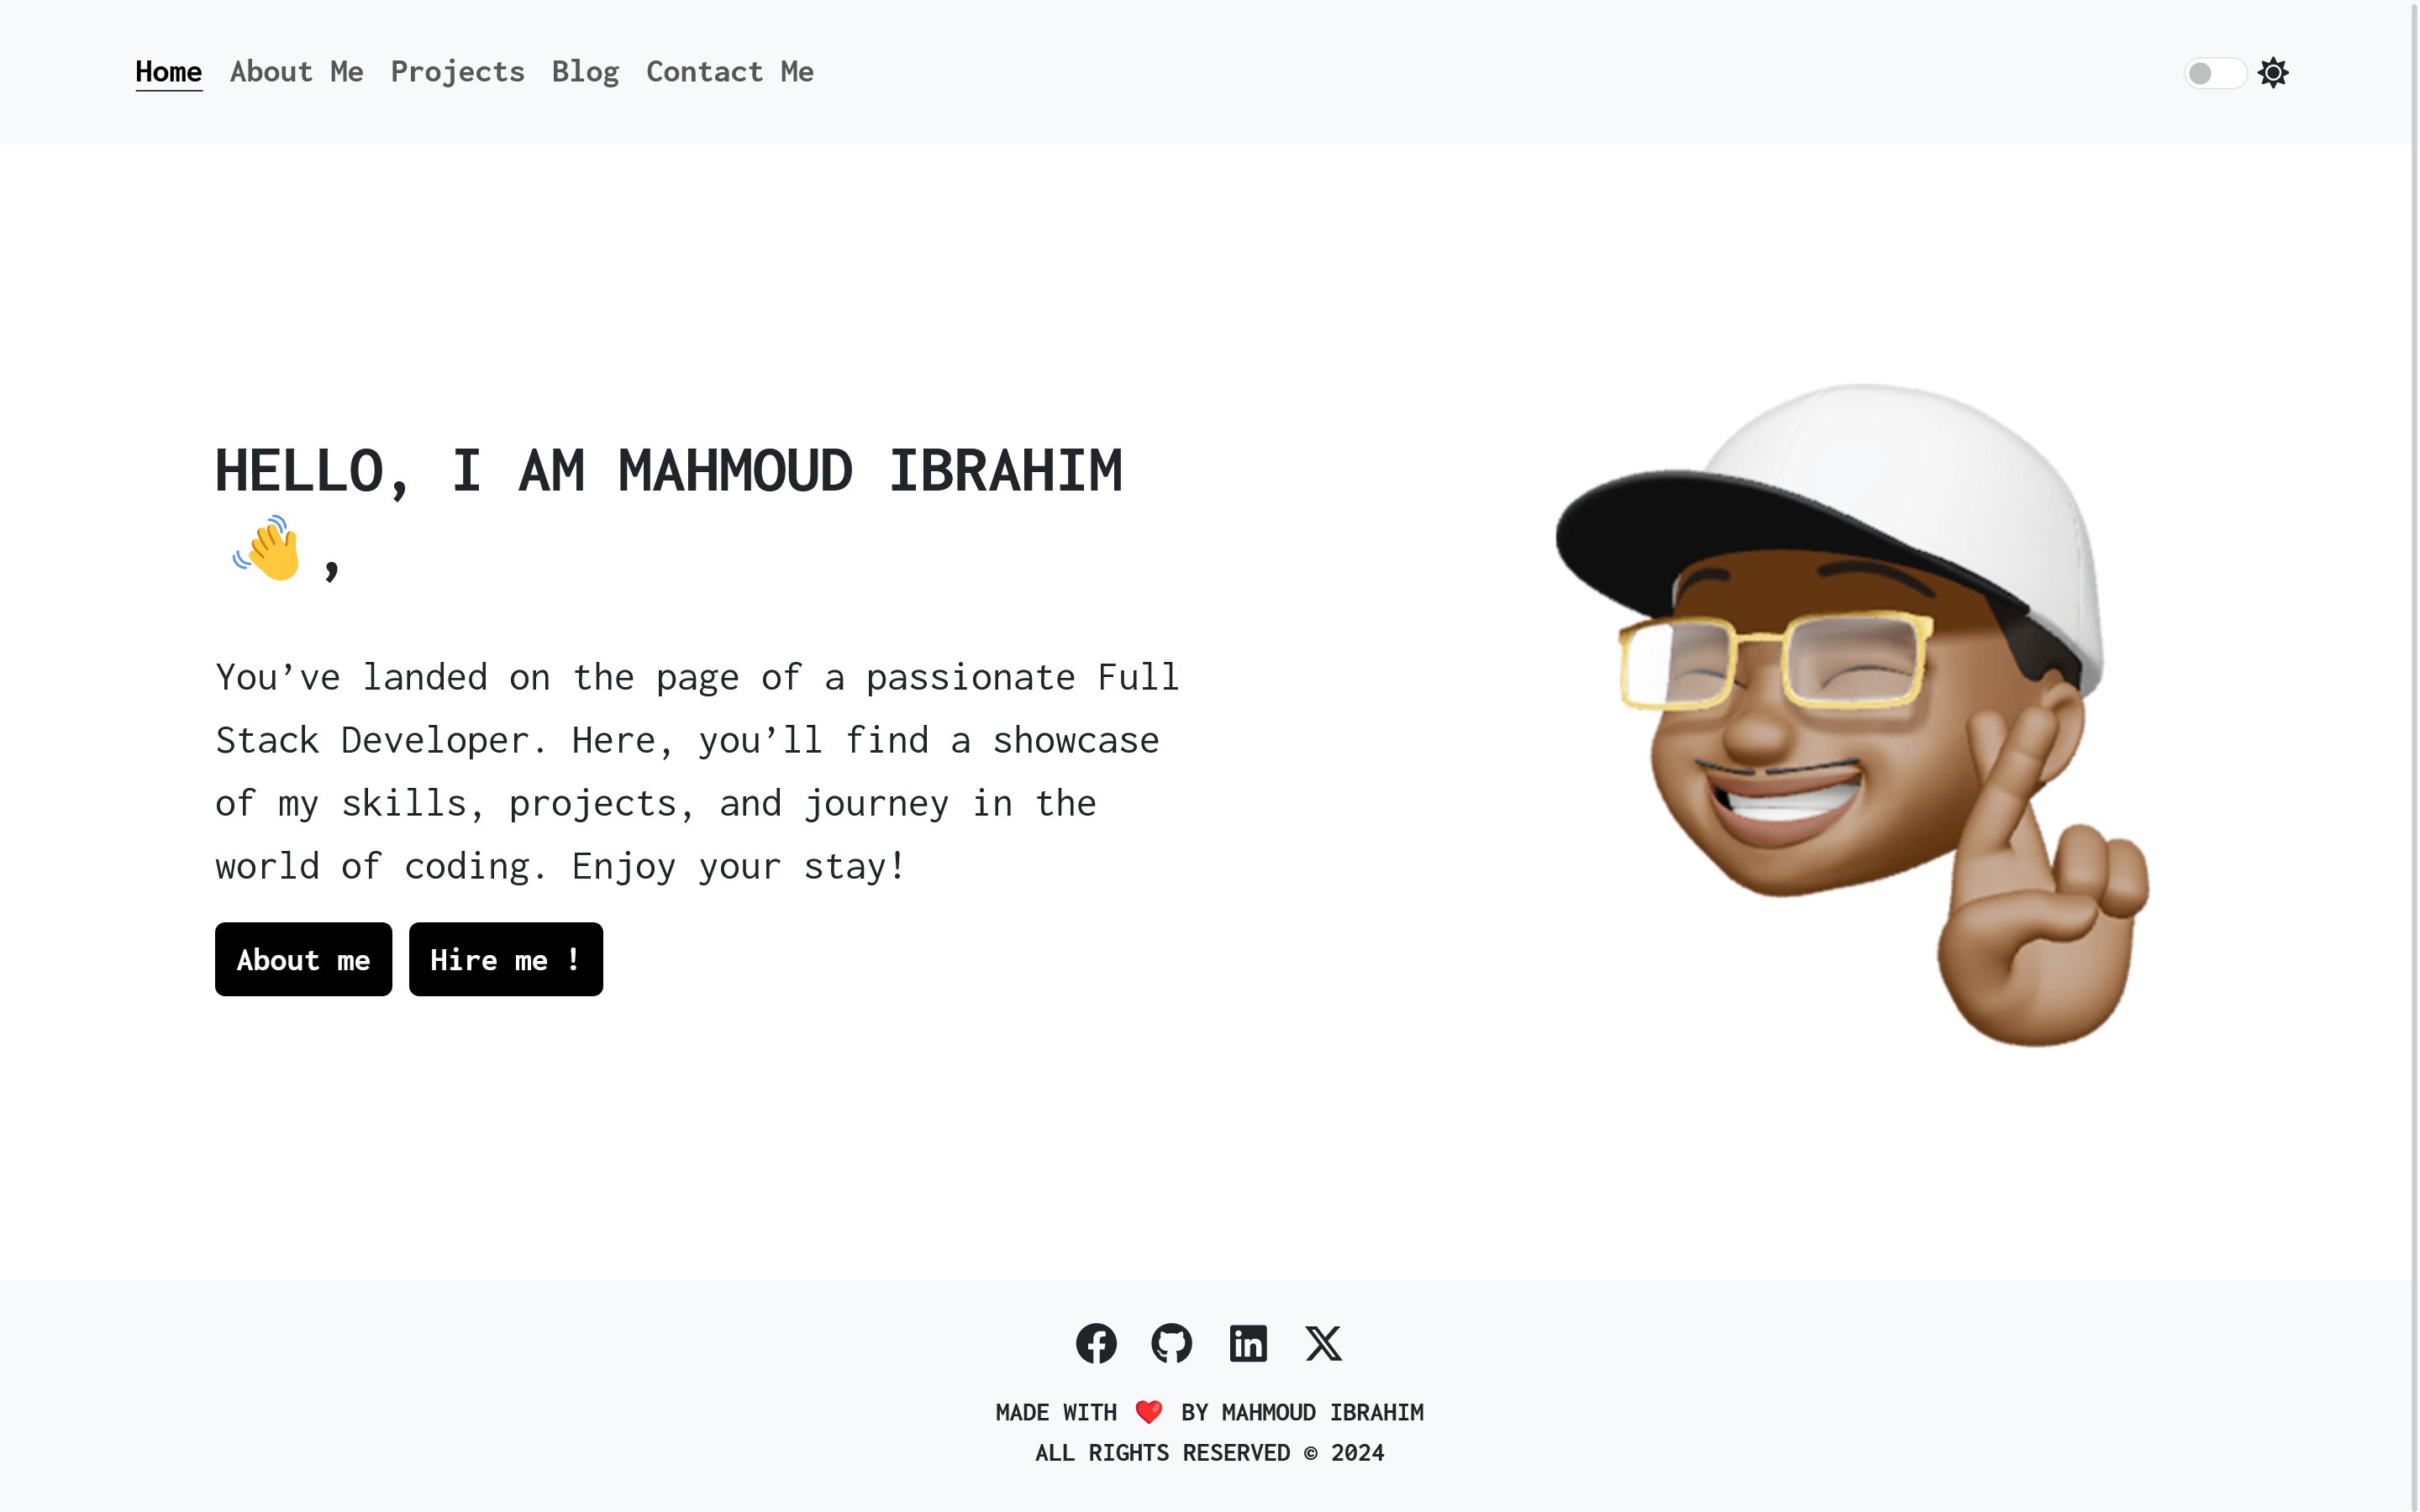 Home About Me Projects Blog Contact Me
HELLO, I AM MAHMOUD IBRAHIM
👋,
You’ve landed on the page of a passionate Full
Stack Developer. Here, you’ll find a showcase
of my skills, projects, and journey in the
world of coding. Enjoy your stay!
About me Hire me !
MADE WITH ❤️ BY MAHMOUD IBRAHIM
ALL RIGHTS RESERVED © 2024